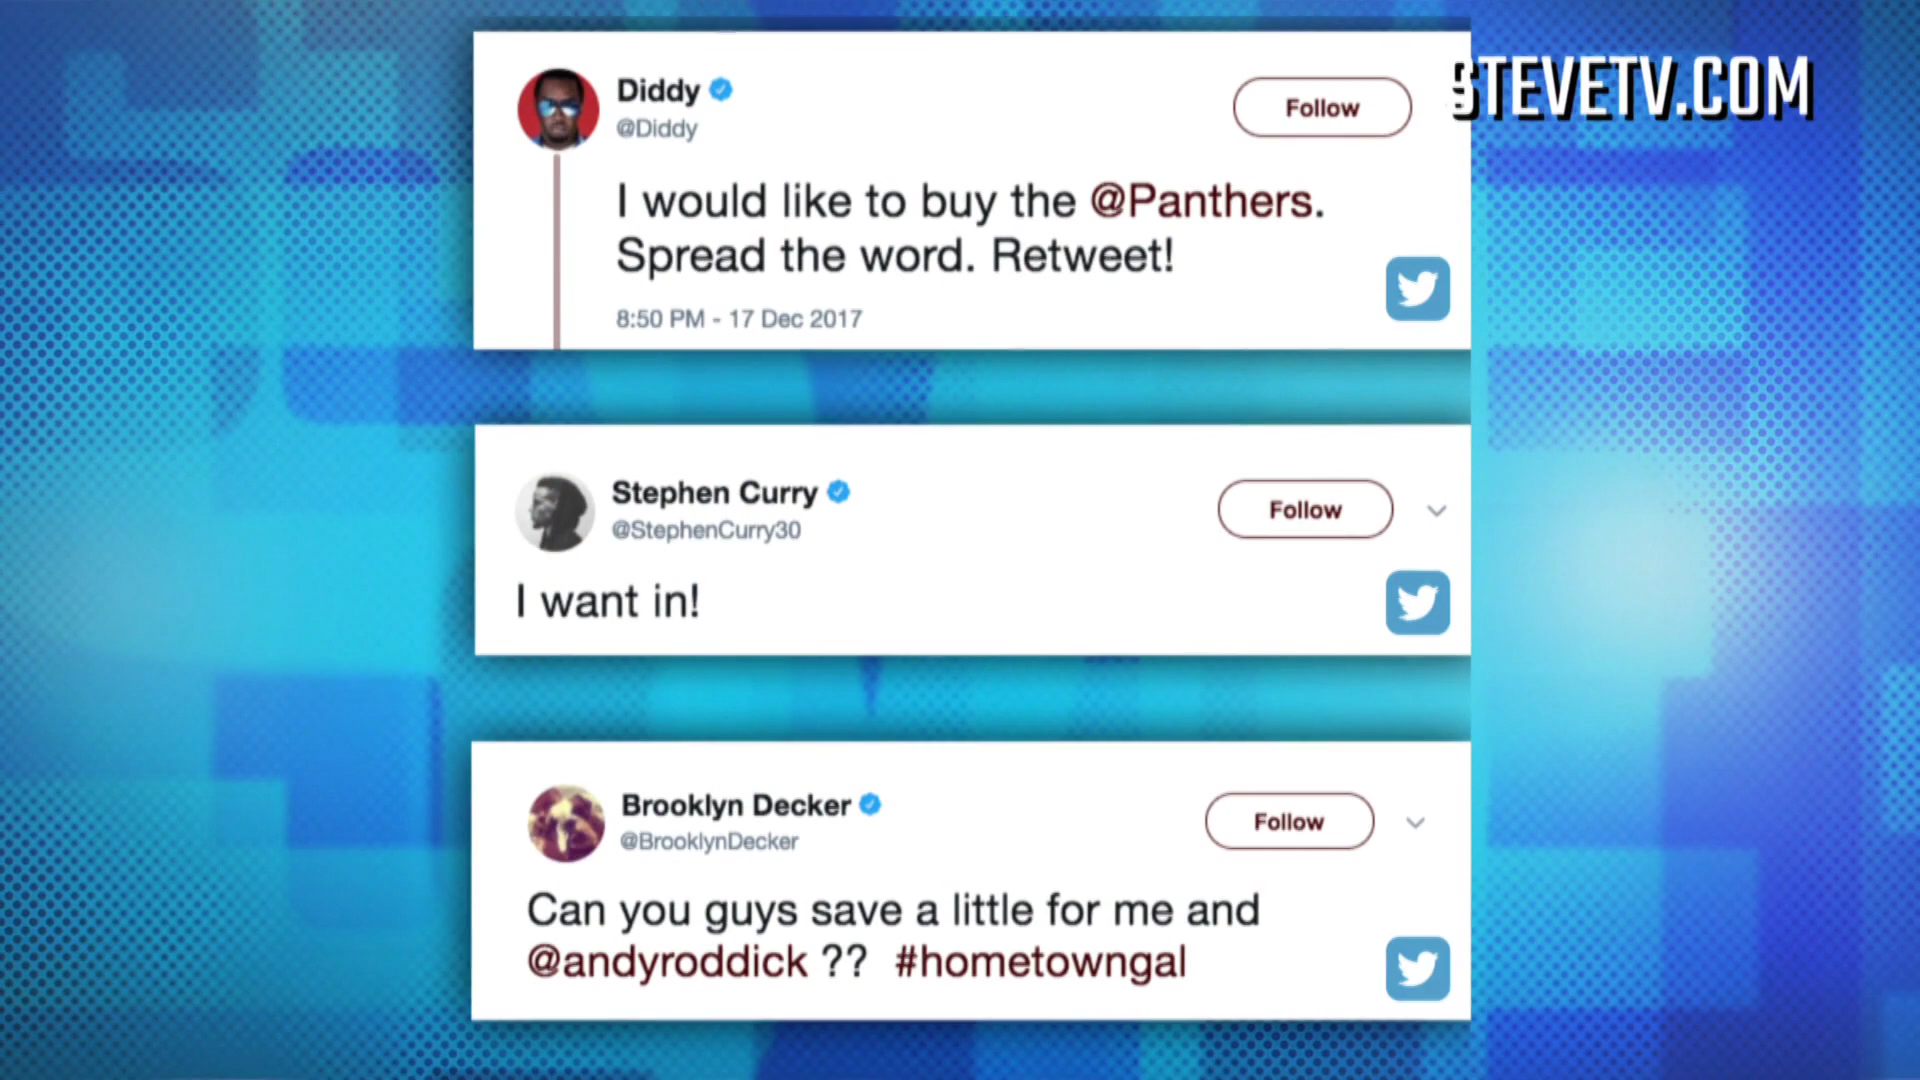 STEVETV.COM
Diddy
@Diddy
Follow
I would like to buy the @Panthers.
Spread the word. Retweet!
8:50 PM - 17 Dec 2017
Stephen Curry
@StephenCurry30
Follow
I want in!
Brooklyn Decker
@BrooklynDecker
Follow
Can you guys save a little for me and
@andyroddick ?? #hometowngal